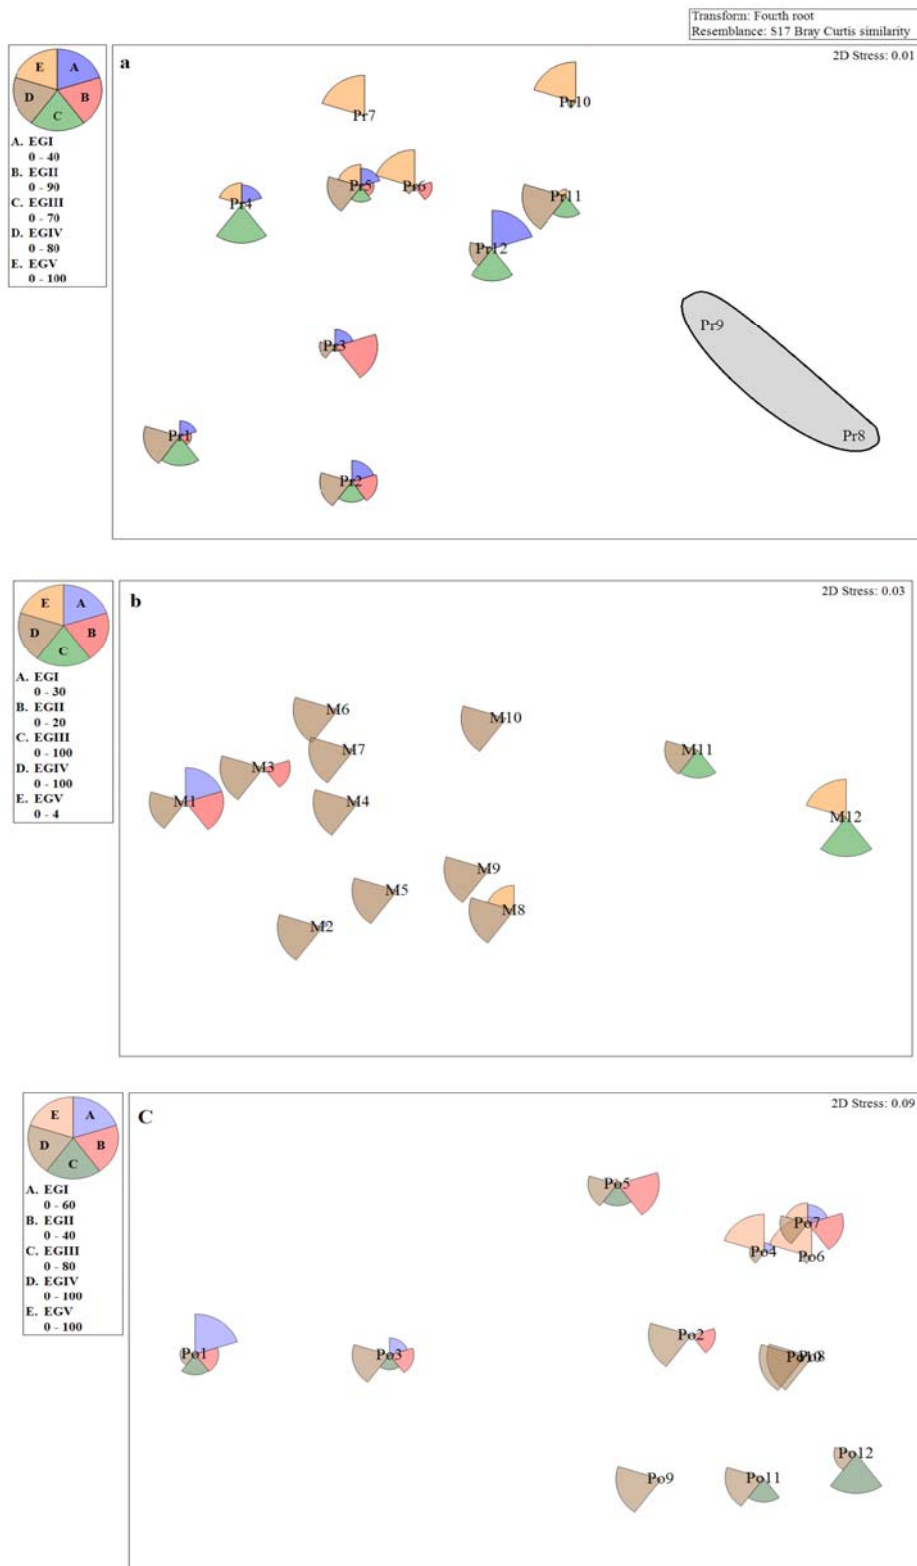 Transform: Fourth root
Resemblance: S17 Bray Curtis similarity
a
2D Stress: 0.01
E A
D B
C
A. EGI
0 - 40
B. EGII
0 - 90
C. EGIII
0 - 70
D. EGIV
0 - 80
E. EGV
0 - 100
Pr7
Pr10
Pr5
Pr6
Pr4
Pr11
Pr12
Pr9
Pr3
Pr1
Pr8
Pr2
b
2D Stress: 0.03
E A
D B
C
A. EGI
0 - 30
B. EGII
0 - 20
C. EGIII
0 - 100
D. EGIV
0 - 100
E. EGV
0 - 4
M6
M10
M7
M11
M3
M1
M4
M12
M9
M5
M8
M2
C
2D Stress: 0.09
E A
D B
C
A. EGI
0 - 60
B. EGII
0 - 40
C. EGIII
0 - 80
D. EGIV
0 - 100
E. EGV
0 - 100
Po5
Po7
Po4
Po6
Po2
Po1
Po3
Po12
Po9
Po11